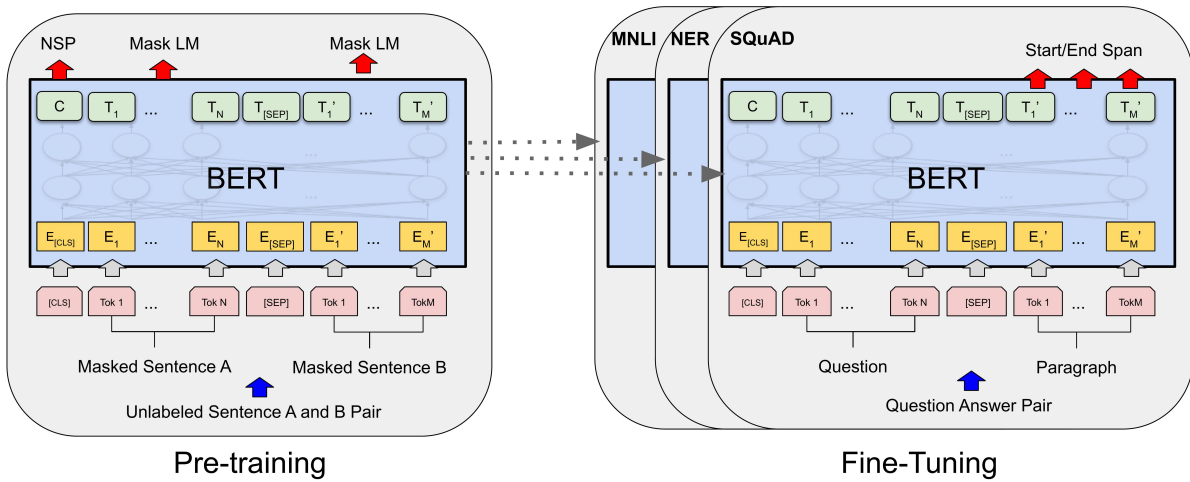 NSP Mask LM Mask LM
C T1 ... TN T[SEP] T1' ... TM'
...
BERT
...
E[CLS] E1 ... EN E[SEP] E1' ... EM'
[CLS] Tok 1 ... Tok N [SEP] Tok 1 ... TokM
Masked Sentence A Masked Sentence B
Unlabeled Sentence A and B Pair
Pre-training
MNLI NER SQuAD
Start/End Span
C T1 ... TN T[SEP] T1' ... TM'
...
BERT
...
E[CLS] E1 ... EN E[SEP] E1' ... EM'
[CLS] Tok 1 ... Tok N [SEP] Tok 1 ... TokM
Question Paragraph
Question Answer Pair
Fine-Tuning